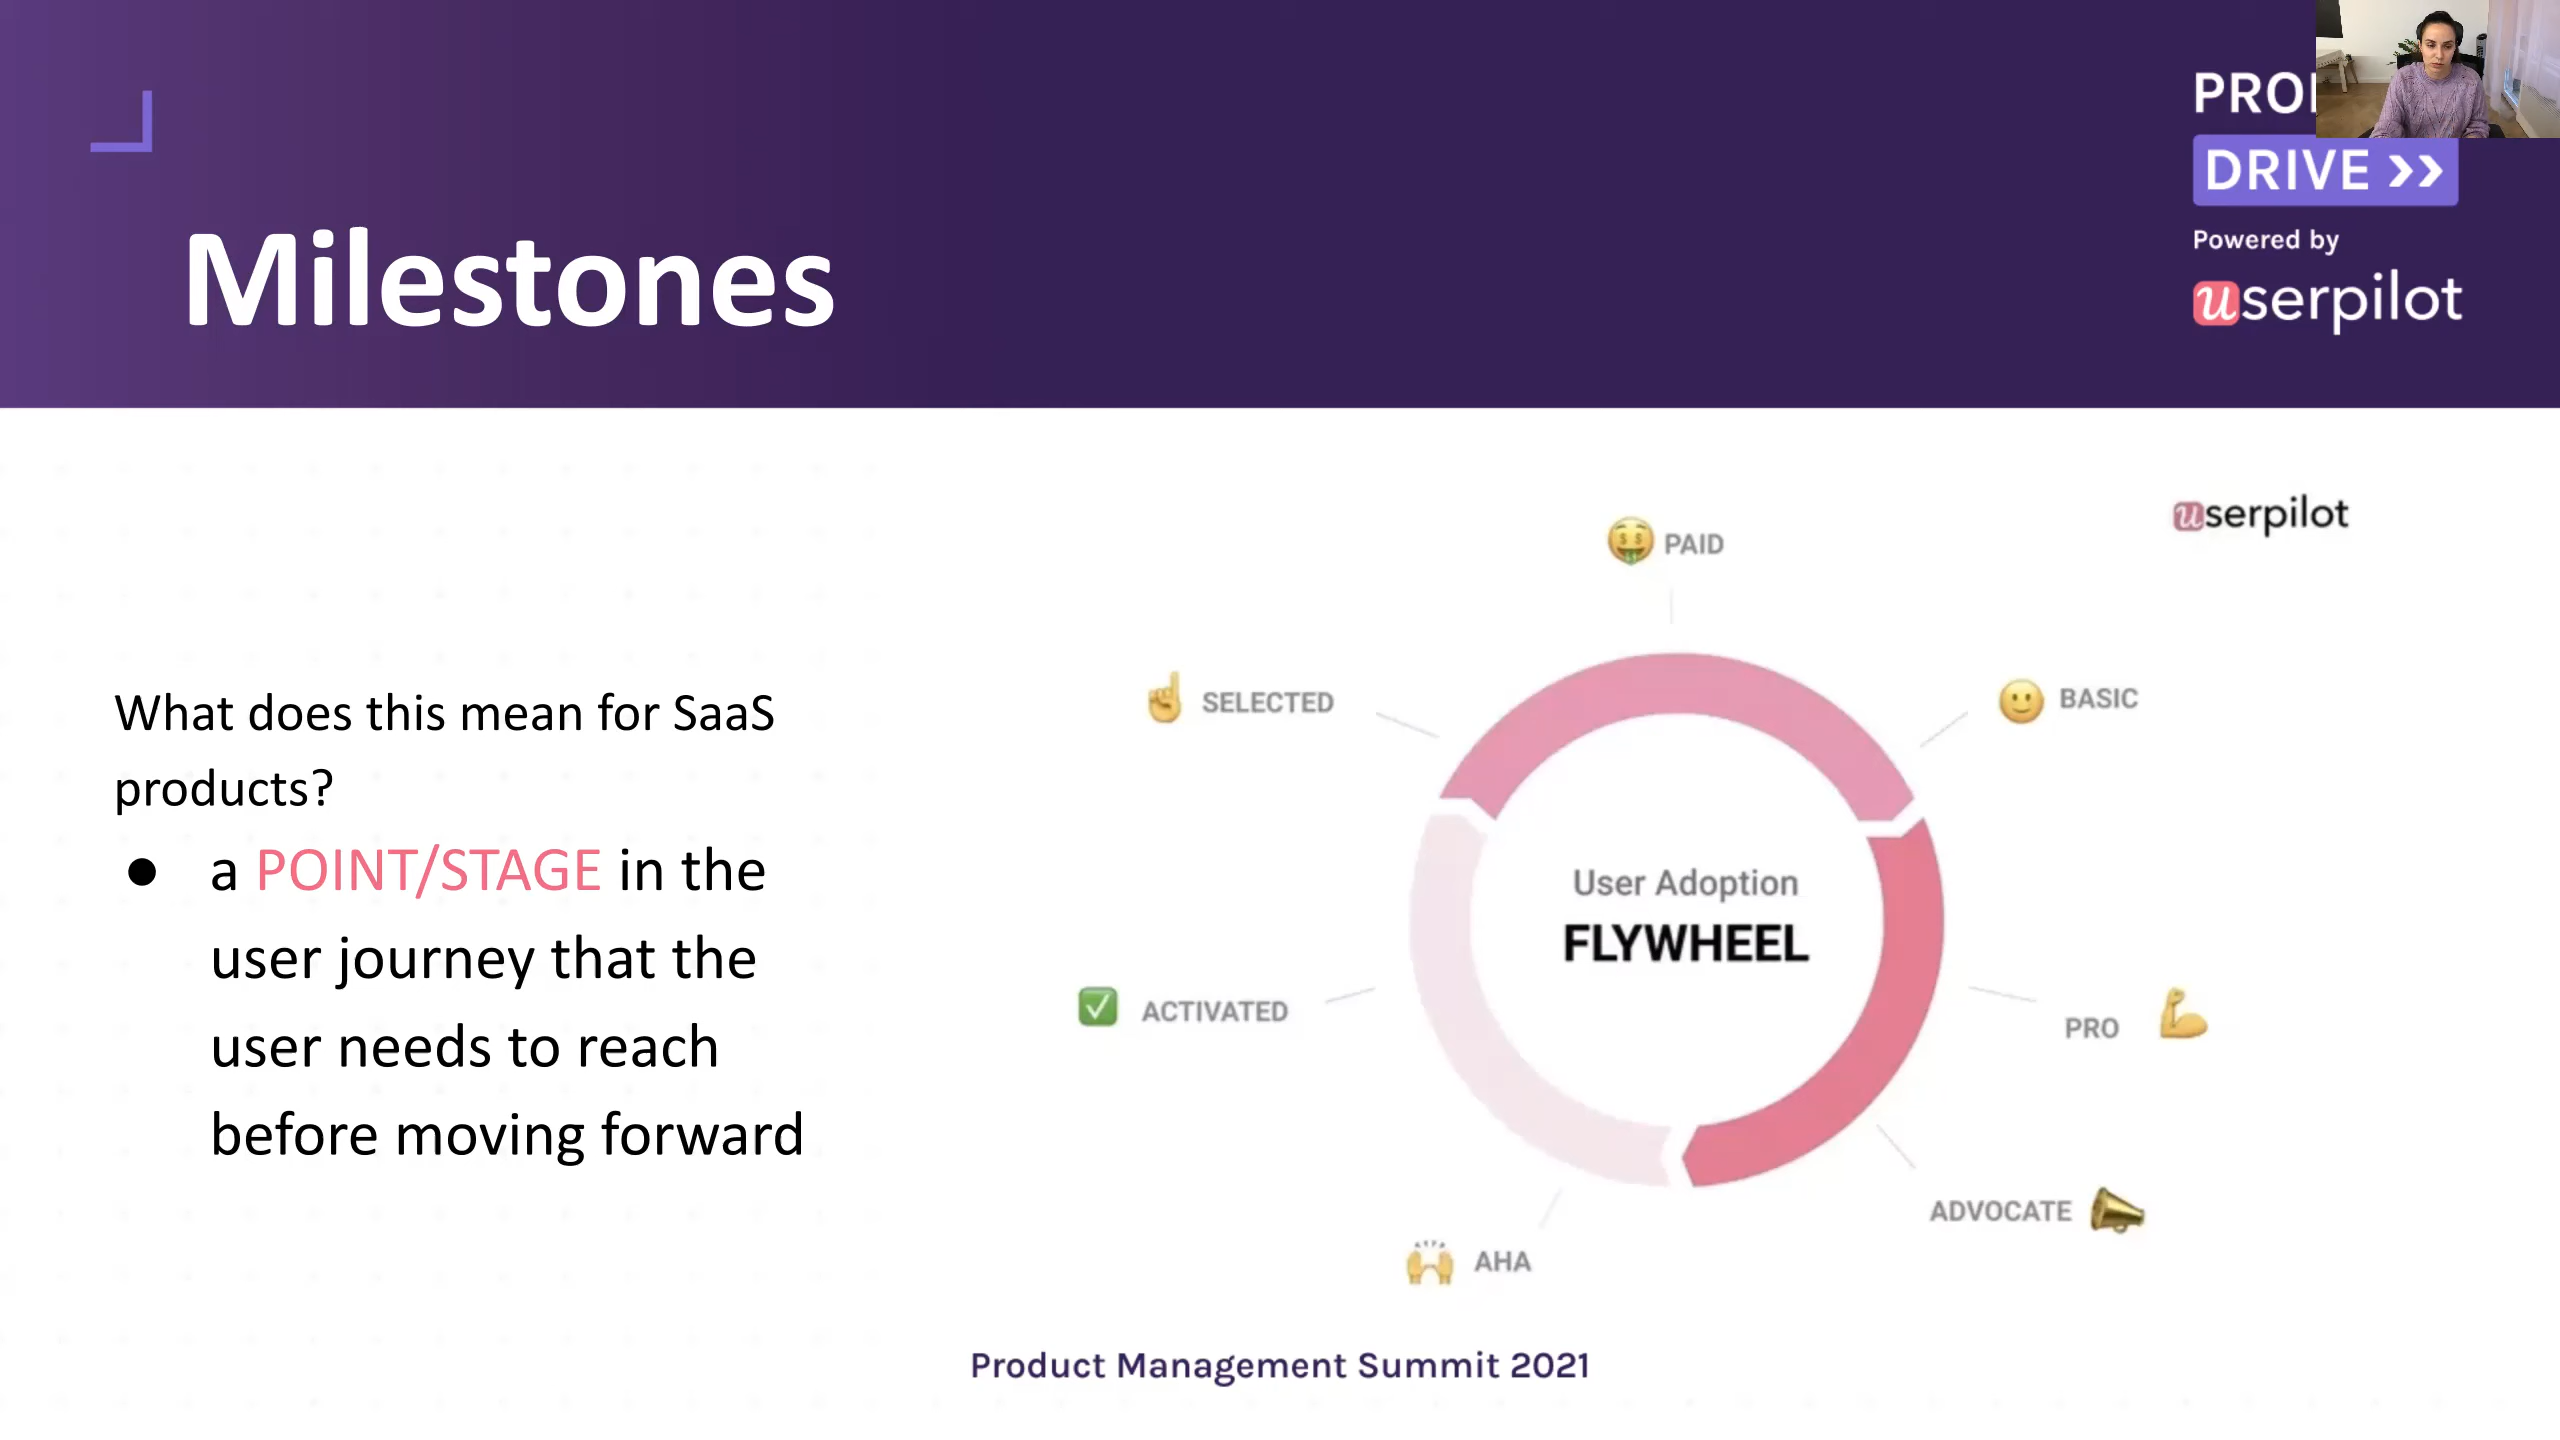 DRIVE >>
Powered by
userpilot
Milestones
What does this mean for SaaS
products?
● a POINT/STAGE in the
user journey that the
user needs to reach
before moving forward
userpilot
PAID
SELECTED
BASIC
User Adoption
FLYWHEEL
ACTIVATED
PRO
ADVOCATE
AHA
Product Management Summit 2021